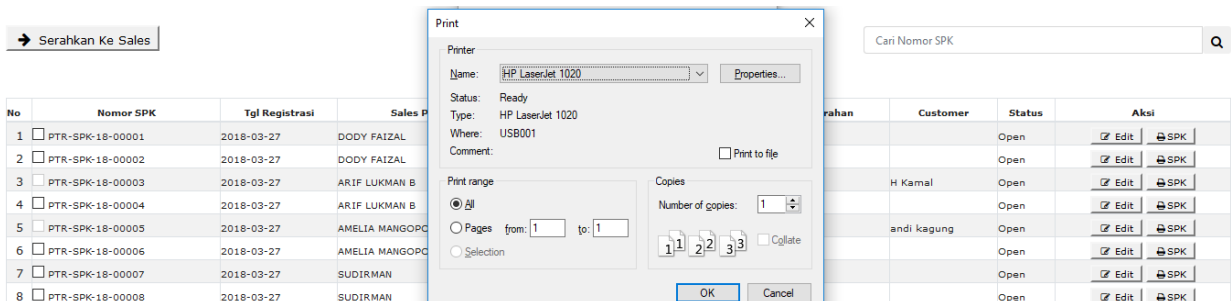 Print
Serahkan Ke Sales
Cari Nomor SPK
Printer
Name: HP LaserJet 1020 Properties...
Status: Ready
Type: HP LaserJet 1020
Where: USB001
Comment: Print to file
Print range
All
Pages from: 1 to: 1
Selection
Copies
Number of copies: 1
11 22 33 Collate
OK Cancel
No Nomor SPK Tgl Registrasi Sales P rahan Customer Status Aksi
1 PTR-SPK-18-00001 2018-03-27 DODY FAIZAL Open Edit SPK
2 PTR-SPK-18-00002 2018-03-27 DODY FAIZAL Open Edit SPK
3 PTR-SPK-18-00003 2018-03-27 ARIF LUKMAN B H Kamal Open Edit SPK
4 PTR-SPK-18-00004 2018-03-27 ARIF LUKMAN B Open Edit SPK
5 PTR-SPK-18-00005 2018-03-27 AMELIA MANGOPO andi kagung Open Edit SPK
6 PTR-SPK-18-00006 2018-03-27 AMELIA MANGOPO Open Edit SPK
7 PTR-SPK-18-00007 2018-03-27 SUDIRMAN Open Edit SPK
8 PTR-SPK-18-00008 2018-03-27 SUDIRMAN Open Edit SPK